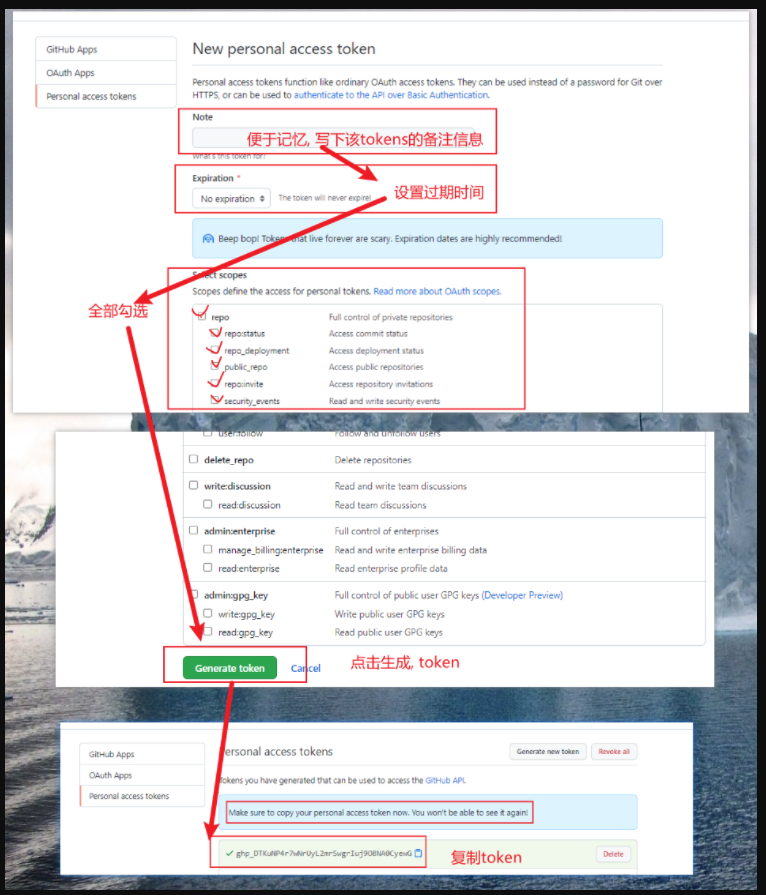 GitHub Apps
OAuth Apps
Personal access tokens
New personal access token
Personal access tokens function like ordinary OAuth access tokens. They can be used instead of a password for Git over
HTTPS, or can be used to authenticate to the API over Basic Authentication.
Note
便于记忆, 写下该tokens的备注信息
What's this token for?
Expiration *
No expiration The token will never expire!
设置过期时间
Beep bop! Tokens that live forever are scary. Expiration dates are highly recommended!
Select scopes
Scopes define the access for personal tokens. Read more about OAuth scopes.
全部勾选
repo Full control of private repositories
repo:status Access commit status
repo_deployment Access deployment status
public_repo Access public repositories
repo:invite Access repository invitations
security_events Read and write security events
user:follow Follow and unfollow users
delete_repo Delete repositories
write:discussion Read and write team discussions
read:discussion Read team discussions
admin:enterprise Full control of enterprises
manage_billing:enterprise Read and write enterprise billing data
read:enterprise Read enterprise profile data
admin:gpg_key Full control of public user GPG keys (Developer Preview)
write:gpg_key Write public user GPG keys
read:gpg_key Read public user GPG keys
Generate token Cancel
点击生成, token
GitHub Apps
OAuth Apps
Personal access tokens
Personal access tokens
Generate new token Revoke all
Tokens you have generated that can be used to access the GitHub API.
Make sure to copy your personal access token now. You won't be able to see it again!
复制token
Delete